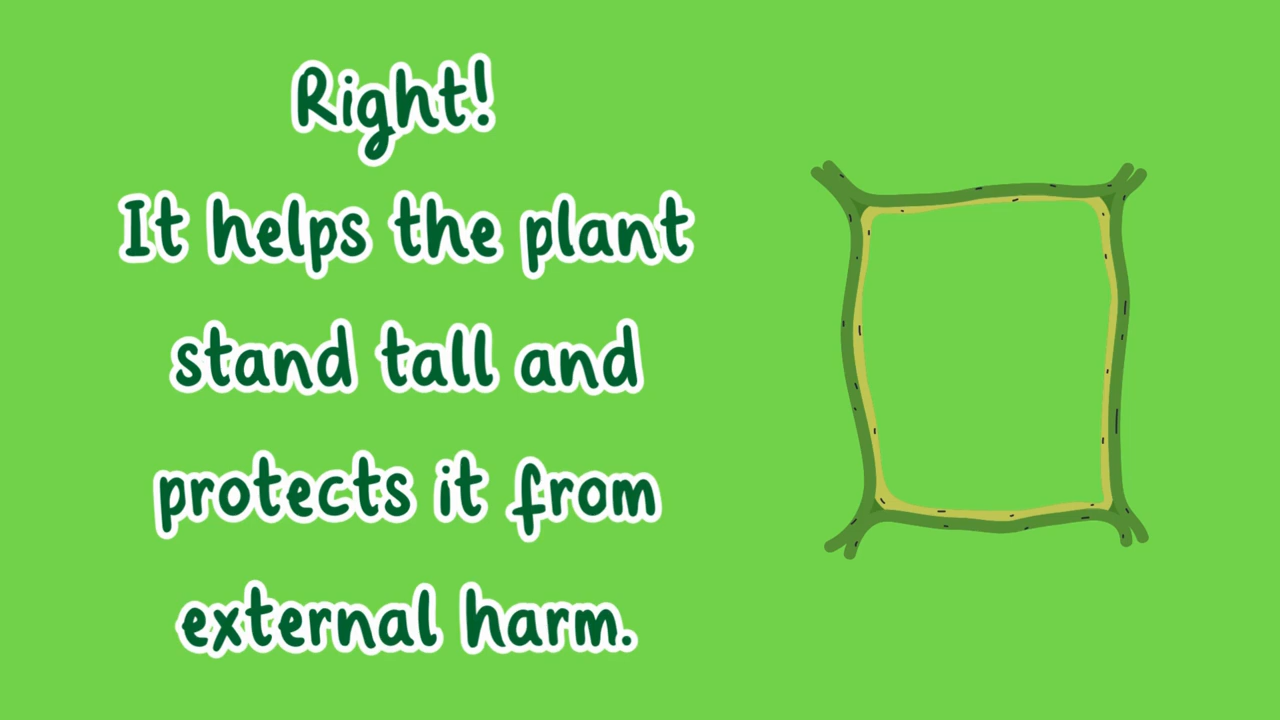 Right!
It helps the plant
stand tall and
protects it from
external harm.